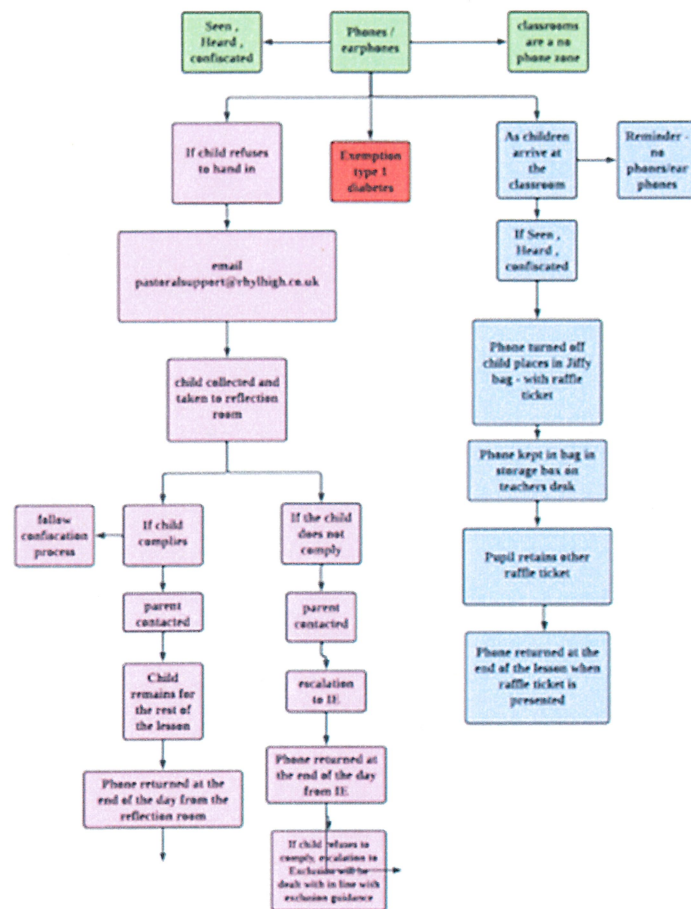 Seen ,
Heard ,
confiscated
Phones /
earphones
classrooms
are a no
phone zone
If child refuses
to hand in
Exemption
type 1
diabetes
As children
arrive at
the
classroom
Reminder -
no
phones/ear
phones
email
pastoralsupport@rhylhigh.co.uk
If Seen ,
Heard ,
confiscated
child collected and
taken to reflection
room
Phone turned off
child places in Jiffy
bag - with raffle
ticket
Phone kept in bag in
storage box on
teachers desk
follow
confiscation
process
If child
complies
If the child
does not
comply
Pupil retains other
raffle ticket
parent
contacted
parent
contacted
Phone returned at the
end of the lesson when
raffle ticket is
presented
Child
remains for
the rest of
the lesson
escalation
to IE
Phone returned at the
end of the day from the
reflection room
Phone returned at
the end of the day
from IE
If child refuses to
comply, escalation to
Exclusion will be
dealt with in line with
exclusion guidance